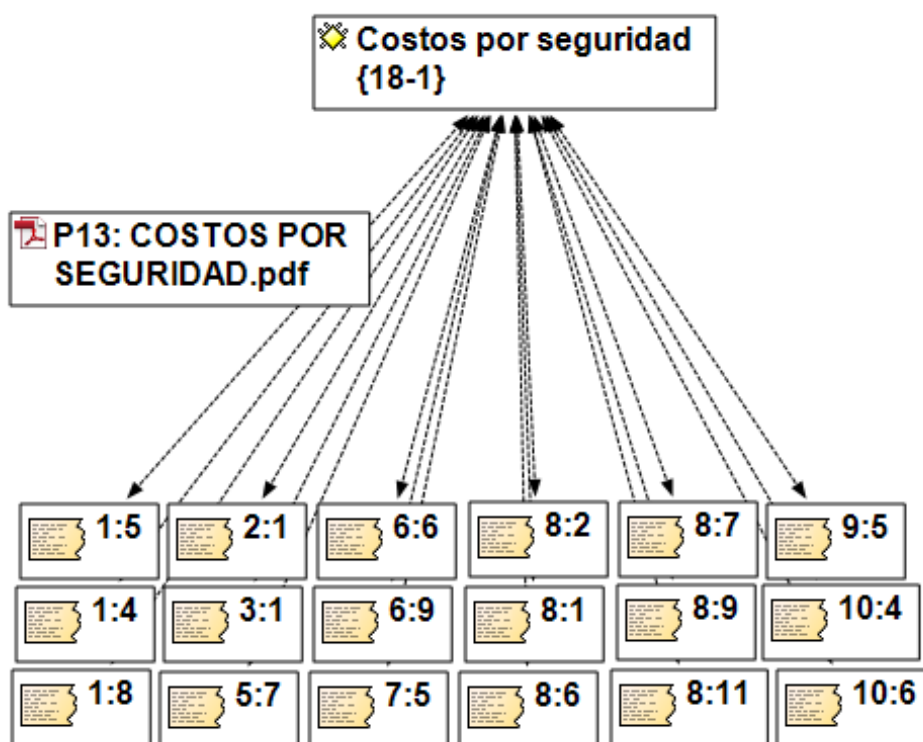 Costos por seguridad
{18-1}
P13: COSTOS POR
SEGURIDAD.pdf
1:5 2:1 6:6 8:2 8:7 9:5
1:4 3:1 6:9 8:1 8:9 10:4
1:8 5:7 7:5 8:6 8:11 10:6